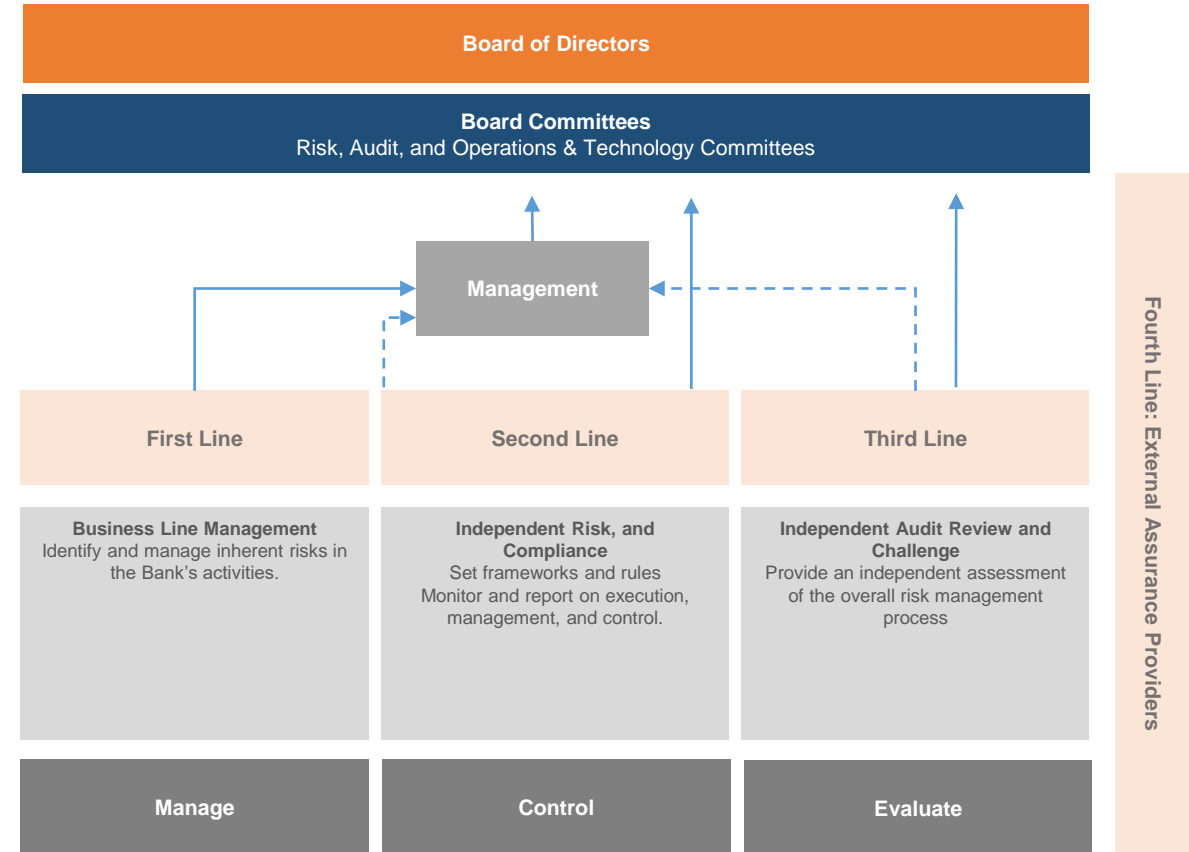 Board of Directors
Board Committees
Risk, Audit, and Operations & Technology Committees
Management
First Line
Second Line
Third Line
Business Line Management
Identify and manage inherent risks in
the Bank's activities.
Independent Risk, and
Compliance
Set frameworks and rules
Monitor and report on execution,
management, and control.
Independent Audit Review and
Challenge
Provide an independent assessment
of the overall risk management
process
Manage
Control
Evaluate
Fourth Line: External Assurance Providers